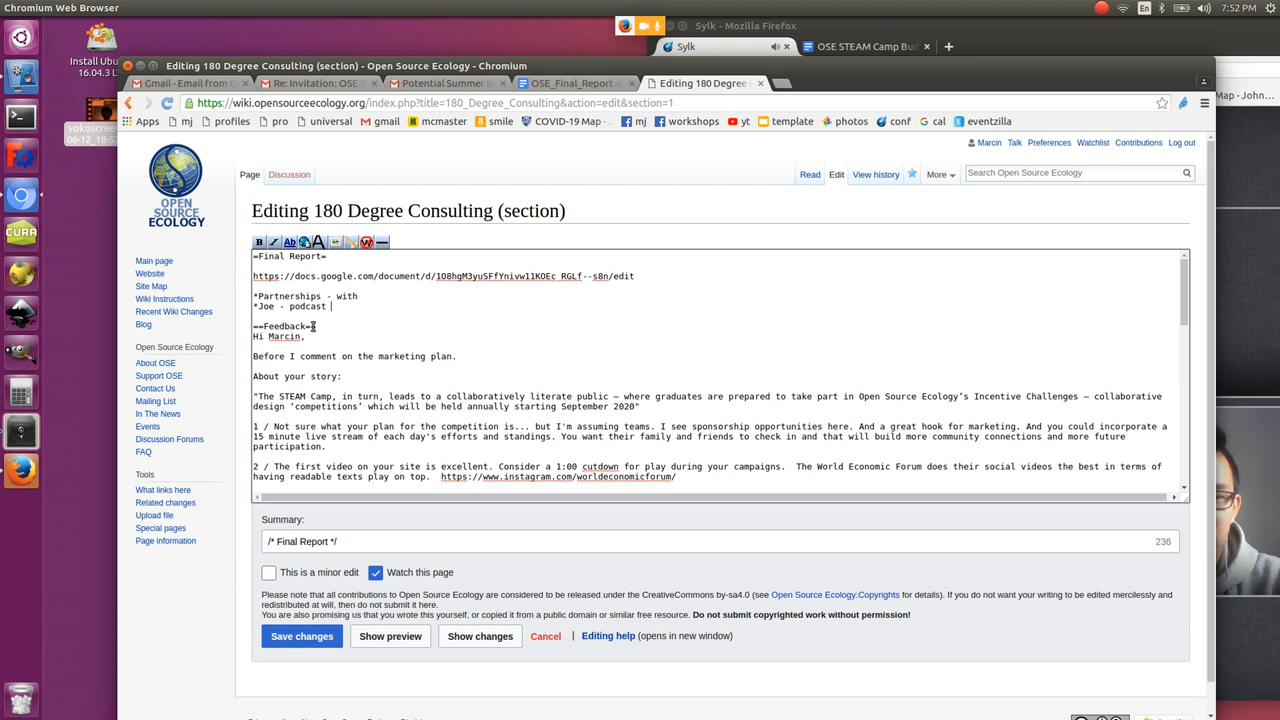 Chromium Web Browser
En
7:52 PM
Sylk - Mozilla Firefox
Install Ubu
16.04.3 L
Sylk
OSE STEAM Camp Bud
Editing 180 Degree Consulting (section) - Open Source Ecology - Chromium
Gmail - Email from C
Re: Invitation: OSE
Potential Summer I
OSE_Final_Report.d
Editing 180 Degree
https://wiki.opensourceecology.org/index.php?title=180_Degree_Consulting&action=edit&section=1
Map - John
Apps
mj
profiles
pro
universal
gmail
mcmaster
smile
COVID-19 Map -
mj
workshops
yt
template
photos
conf
cal
eventzilla
vokoscreen
Marcin
Talk
Preferences
Watchlist
Contributions
Log out
Page
Discussion
Read
Edit
View history
More
Search Open Source Ecology
OPEN
SOURCE
ECOLOGY
CURA
Editing 180 Degree Consulting (section)
B
I
Ab
A
W
=Final Report=
https://docs.google.com/document/d/1O8hgM3yuSFfYnivw11KOEc_RGLf--s8n/edit
*Partnerships - with
*Joe - podcast
==Feedback==
Hi Marcin,
Before I comment on the marketing plan.
About your story:
"The STEAM Camp, in turn, leads to a collaboratively literate public – where graduates are prepared to take part in Open Source Ecology’s Incentive Challenges – collaborative
design ‘competitions’ which will be held annually starting September 2020"
1 / Not sure what your plan for the competition is... but I'm assuming teams. I see sponsorship opportunities here. And a great hook for marketing. And you could incorporate a
15 minute live stream of each day's efforts and standings. You want their family and friends to check in and that will build more community connections and more future
participation.
2 / The first video on your site is excellent. Consider a 1:00 cutdown for play during your campaigns.  The World Economic Forum does their social videos the best in terms of
having readable texts play on top.  https://www.instagram.com/worldeconomicforum/
Main page
Website
Site Map
Wiki Instructions
Recent Wiki Changes
Blog
Open Source Ecology
About OSE
Support OSE
Contact Us
Mailing List
In The News
Events
Discussion Forums
FAQ
Tools
What links here
Related changes
Upload file
Special pages
Page information
Summary:
/* Final Report */
236
This is a minor edit
Watch this page
Please note that all contributions to Open Source Ecology are considered to be released under the CreativeCommons by-sa4.0 (see Open Source Ecology:Copyrights for details). If you do not want your writing to be edited mercilessly and
redistributed at will, then do not submit it here.
You are also promising us that you wrote this yourself, or copied it from a public domain or similar free resource. Do not submit copyrighted work without permission!
Save changes
Show preview
Show changes
Cancel
|
Editing help (opens in new window)